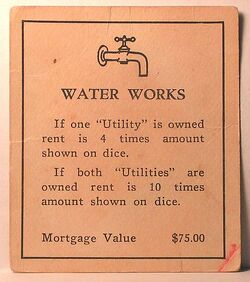 WATER WORKS
If one "Utility" is owned
rent is 4 times amount
shown on dice.
If both "Utilities" are
owned rent is 10 times
amount shown on dice.
Mortgage Value $75.00